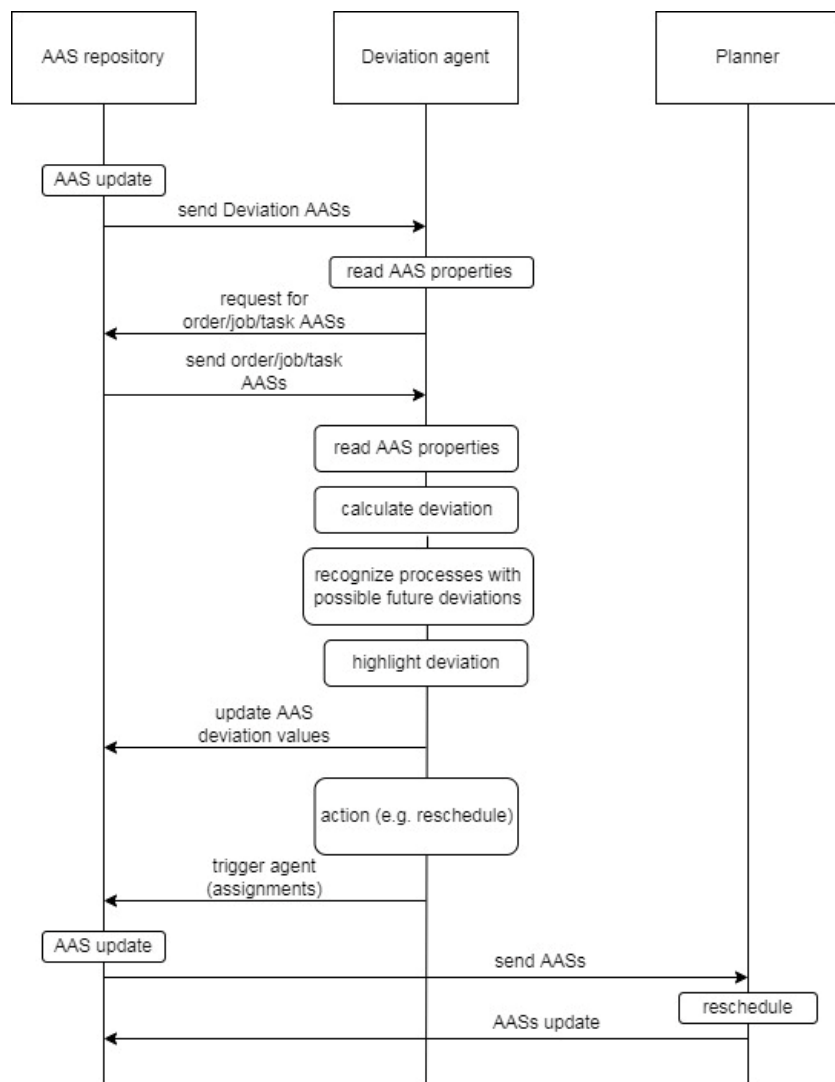 AAS repository
Deviation agent
Planner
AAS update
send Deviation AASs
read AAS properties
request for
order/job/task AASs
send order/job/task
AASs
read AAS properties
calculate deviation
recognize processes with
possible future deviations
highlight deviation
update AAS
deviation values
action (e.g. reschedule)
trigger agent
(assignments)
AAS update
send AASs
reschedule
AASs update